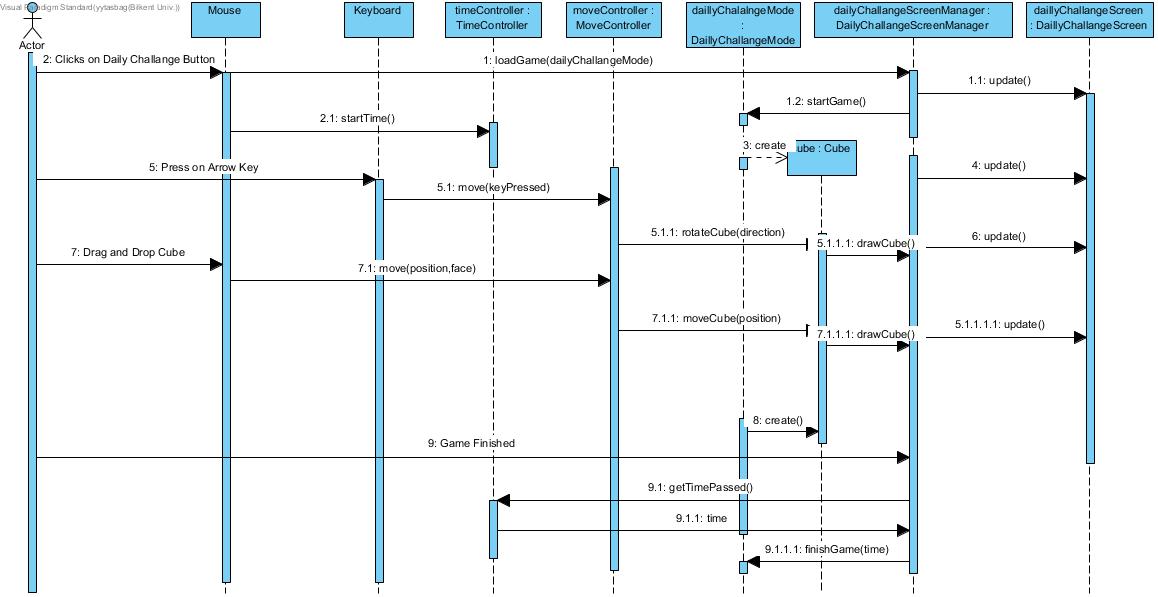 Visual Paradigm Standard(yytasbag(Bilkent Univ.))
Actor
Mouse
Keyboard
timeController :
TimeController
moveController :
MoveController
daillyChalalngeMode
:
DaillyChallangeMode
dailyChallangeScreenManager :
DailyChallangeScreenManager
daillyChallangeScreen
: DaillyChallangeScreen
2: Clicks on Daily Challange Button
1: loadGame(dailyChallangeMode)
1.1: update()
1.2: startGame()
2.1: startTime()
3: create
ube : Cube
5: Press on Arrow Key
4: update()
5.1: move(keyPressed)
5.1.1: rotateCube(direction)
5.1.1.1: drawCube()
6: update()
7: Drag and Drop Cube
7.1: move(position,face)
7.1.1: moveCube(position)
7.1.1.1: drawCube()
5.1.1.1.1: update()
8: create()
9: Game Finished
9.1: getTimePassed()
9.1.1: time
9.1.1.1: finishGame(time)